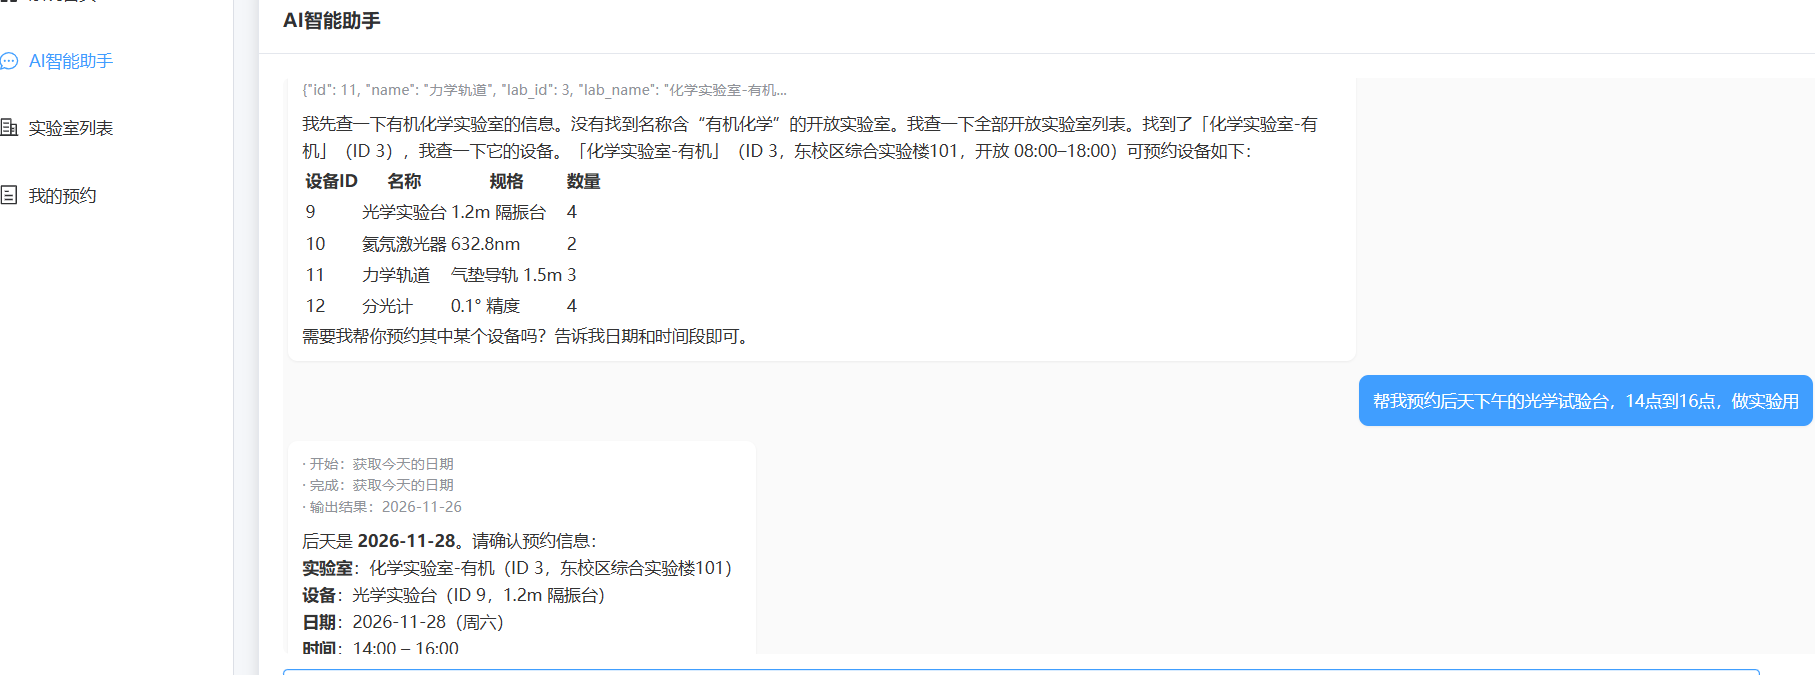 AI智能助手
AI智能助手
实验室列表
我的预约
{"id": 11, "name": "力学轨道", "lab_id": 3, "lab_name": "化学实验室-有机...
我先查一下有机化学实验室的信息。没有找到名称含“有机化学”的开放实验室。我查一下全部开放实验室列表。找到了「化学实验室-有
机」（ID 3），我查一下它的设备。「化学实验室-有机」（ID 3，东校区综合实验楼101，开放 08:00–18:00）可预约设备如下：
设备ID 名称 规格 数量
9 光学实验台 1.2m 隔振台 4
10 氦氖激光器 632.8nm 2
11 力学轨道 气垫导轨 1.5m 3
12 分光计 0.1° 精度 4
需要我帮你预约其中某个设备吗？告诉我日期和时间段即可。
帮我预约后天下午的光学试验台，14点到16点，做实验用
· 开始：获取今天的日期
· 完成：获取今天的日期
· 输出结果：2026-11-26
后天是 2026-11-28。请确认预约信息：
实验室：化学实验室-有机（ID 3，东校区综合实验楼101）
设备：光学实验台（ID 9，1.2m 隔振台）
日期：2026-11-28（周六）
时间：14:00 – 16:00